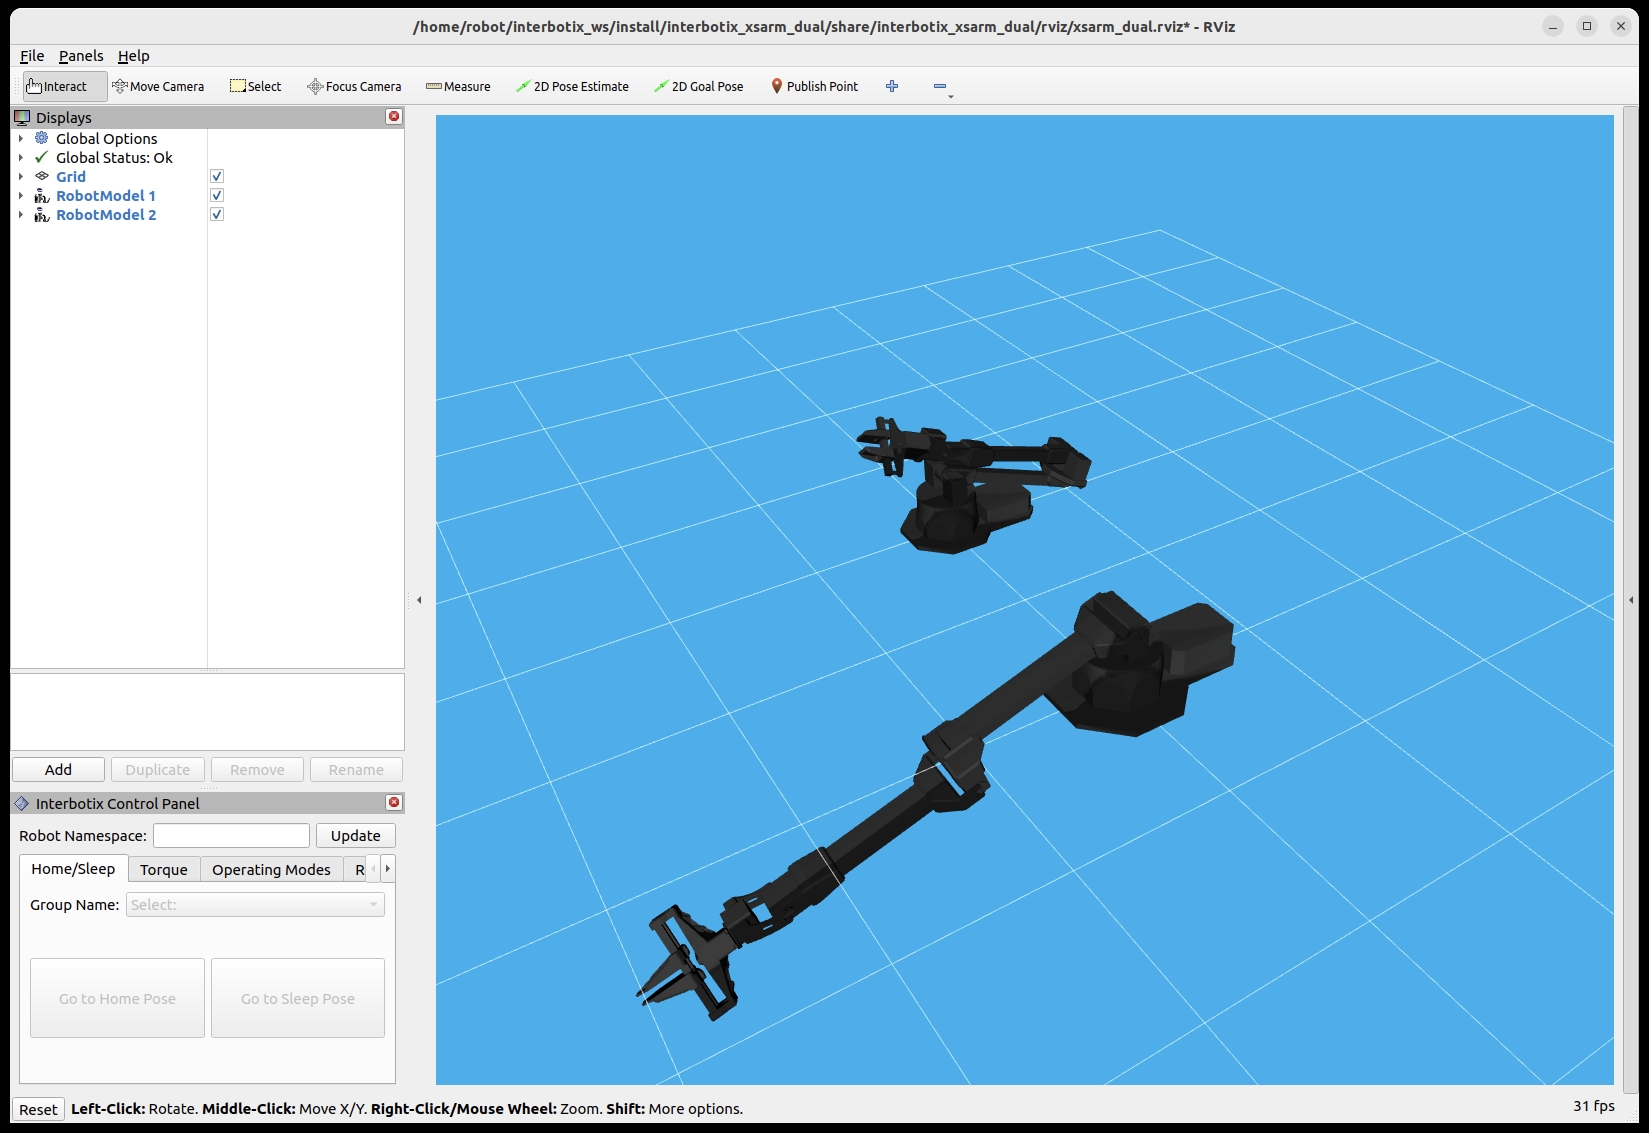 /home/robot/interbotix_ws/install/interbotix_xsarm_dual/share/interbotix_xsarm_dual/rviz/xsarm_dual.rviz* - RViz
File Panels Help
Interact Move Camera Select Focus Camera Measure 2D Pose Estimate 2D Goal Pose Publish Point
Displays
Global Options
Global Status: Ok
Grid
RobotModel 1
RobotModel 2
Add Duplicate Remove Rename
Interbotix Control Panel
Robot Namespace: Update
Home/Sleep Torque Operating Modes R
Group Name: Select:
Go to Home Pose Go to Sleep Pose
Reset Left-Click: Rotate. Middle-Click: Move X/Y. Right-Click/Mouse Wheel: Zoom. Shift: More options. 31 fps